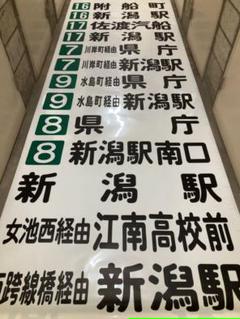 16 附船町
16 新潟駅
17 佐渡汽船
17 新潟駅
7 川岸町経由 県庁
7 川岸町経由 新潟駅
9 水島町経由 県庁
9 水島町経由 新潟駅
8 県庁
8 新潟駅南口
新潟駅
女池西経由 江南高校前
跨線橋経由 新潟駅